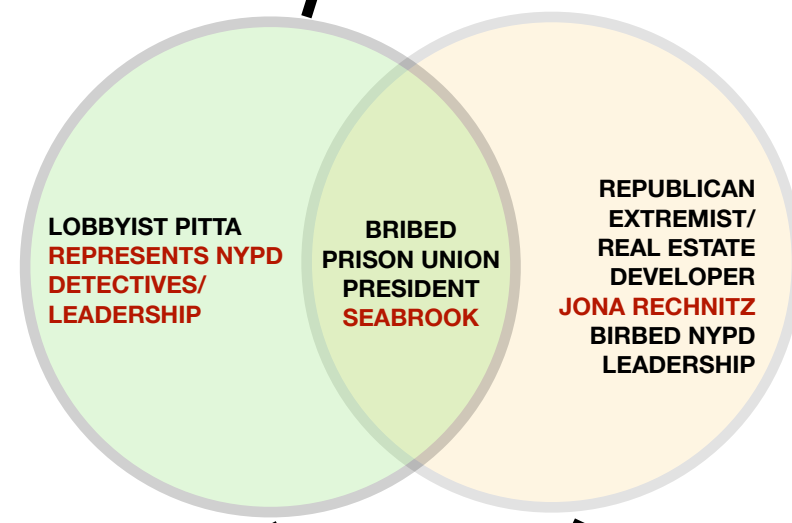 LOBBYIST PITTA
REPRESENTS NYPD
DETECTIVES/
LEADERSHIP
BRIBED
PRISON UNION
PRESIDENT
SEABROOK
REPUBLICAN
EXTREMIST/
REAL ESTATE
DEVELOPER
JONA RECHNITZ
BIRBED NYPD
LEADERSHIP